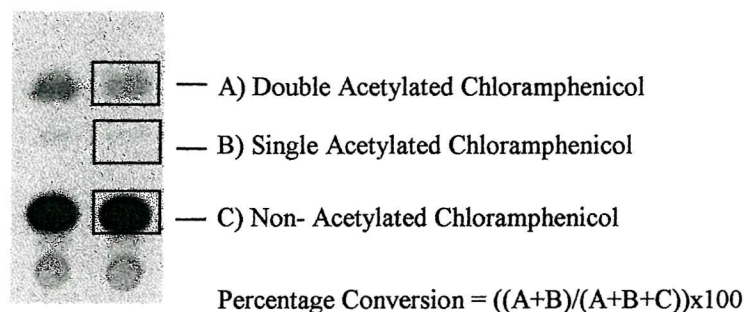 A) Double Acetylated Chloramphenicol
B) Single Acetylated Chloramphenicol
C) Non- Acetylated Chloramphenicol
Percentage Conversion = ((A+B)/(A+B+C))x100